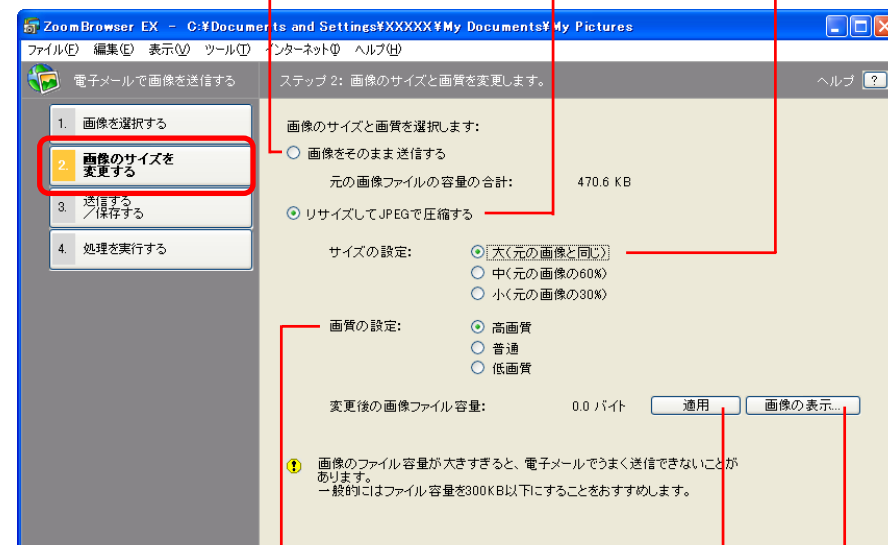 ZoomBrowser EX - C:¥Documents and Settings¥XXXXX¥My Documents¥My Pictures
ファイル(F) 編集(E) 表示(V) ツール(T) インターネット(I) ヘルプ(H)
電子メールで画像を送信する
ステップ 2: 画像のサイズと画質を変更します。
ヘルプ ?
1. 画像を選択する
2. 画像のサイズを
変更する
3. 送信する
／保存する
4. 処理を実行する
画像のサイズと画質を選択します:
画像をそのまま送信する
元の画像ファイルの容量の合計: 470.6 KB
リサイズしてJPEGで圧縮する
サイズの設定: 大(元の画像と同じ)
中(元の画像の60%)
小(元の画像の30%)
画質の設定: 高画質
普通
低画質
変更後の画像ファイル容量: 0.0 バイト 適用 画像の表示...
画像のファイル容量が大きすぎると、電子メールでうまく送信できないことが
あります。
一般的にはファイル容量を300KB以下にすることをおすすめします。